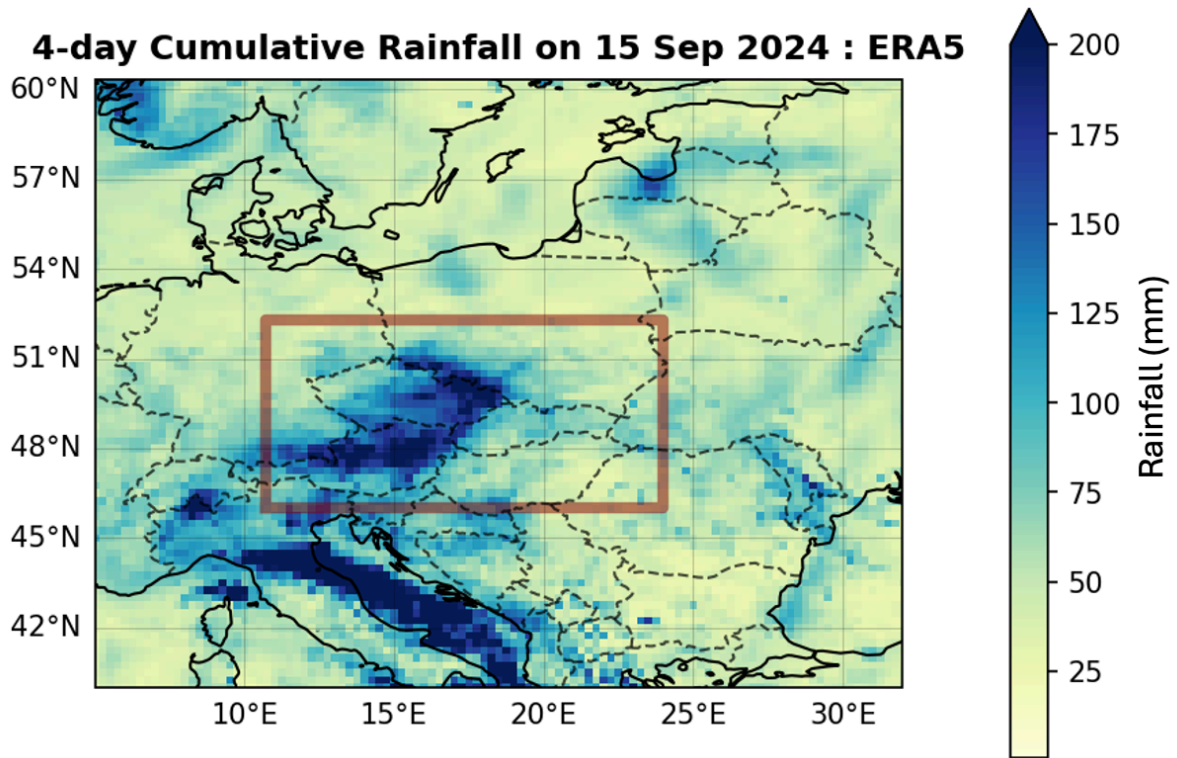 4-day Cumulative Rainfall on 15 Sep 2024 : ERA5
60°N
57°N
54°N
51°N
48°N
45°N
42°N
10°E 15°E 20°E 25°E 30°E
200
175
150
125
100
75
50
25
Rainfall (mm)